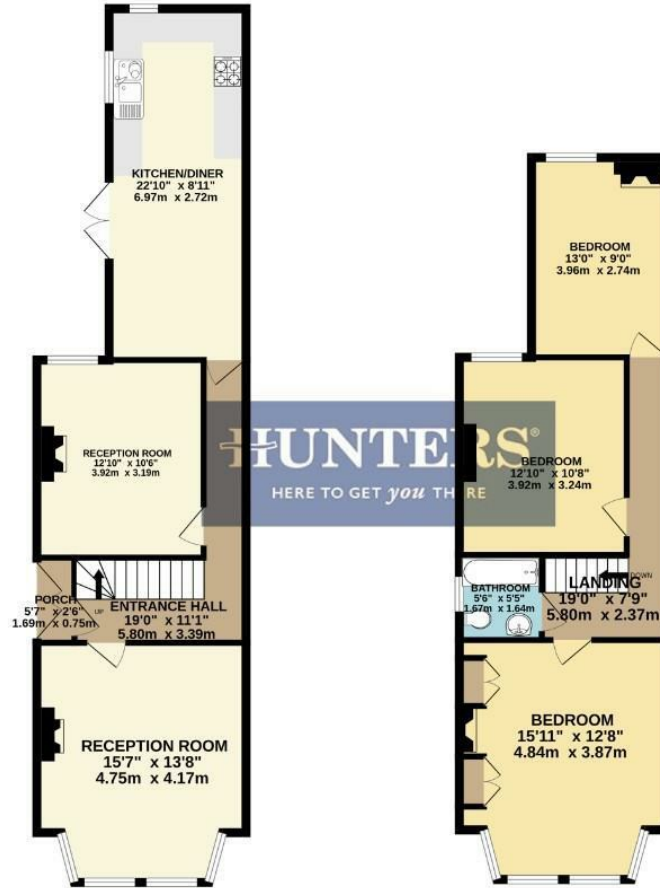 KITCHEN/DINER
22'10" x 8'11"
6.97m x 2.72m
RECEPTION ROOM
12'10" x 10'6"
3.92m x 3.19m
PORCH
5'7" x 2'6"
1.69m x 0.75m
UP
ENTRANCE HALL
19'0" x 11'1"
5.80m x 3.39m
RECEPTION ROOM
15'7" x 13'8"
4.75m x 4.17m
HUNTERS®
HERE TO GET you THERE
BEDROOM
13'0" x 9'0"
3.96m x 2.74m
BEDROOM
12'10" x 10'8"
3.92m x 3.24m
BATHROOM
5'6" x 5'5"
1.67m x 1.64m
DOWN
LANDING
19'0" x 7'9"
5.80m x 2.37m
BEDROOM
15'11" x 12'8"
4.84m x 3.87m